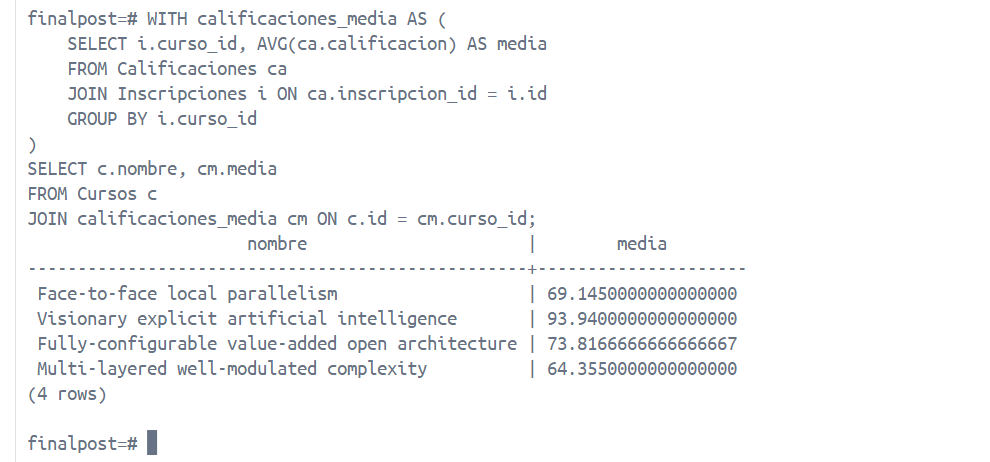 finalpost=# WITH calificaciones_media AS (
    SELECT i.curso_id, AVG(ca.calificacion) AS media
    FROM Calificaciones ca
    JOIN Inscripciones i ON ca.inscripcion_id = i.id
    GROUP BY i.curso_id
)
SELECT c.nombre, cm.media
FROM Cursos c
JOIN calificaciones_media cm ON c.id = cm.curso_id;
                      nombre                      |        media
--------------------------------------------------+---------------------
 Face-to-face local parallelism                   | 69.1450000000000000
 Visionary explicit artificial intelligence       | 93.9400000000000000
 Fully-configurable value-added open architecture | 73.8166666666666667
 Multi-layered well-modulated complexity          | 64.3550000000000000
(4 rows)

finalpost=#